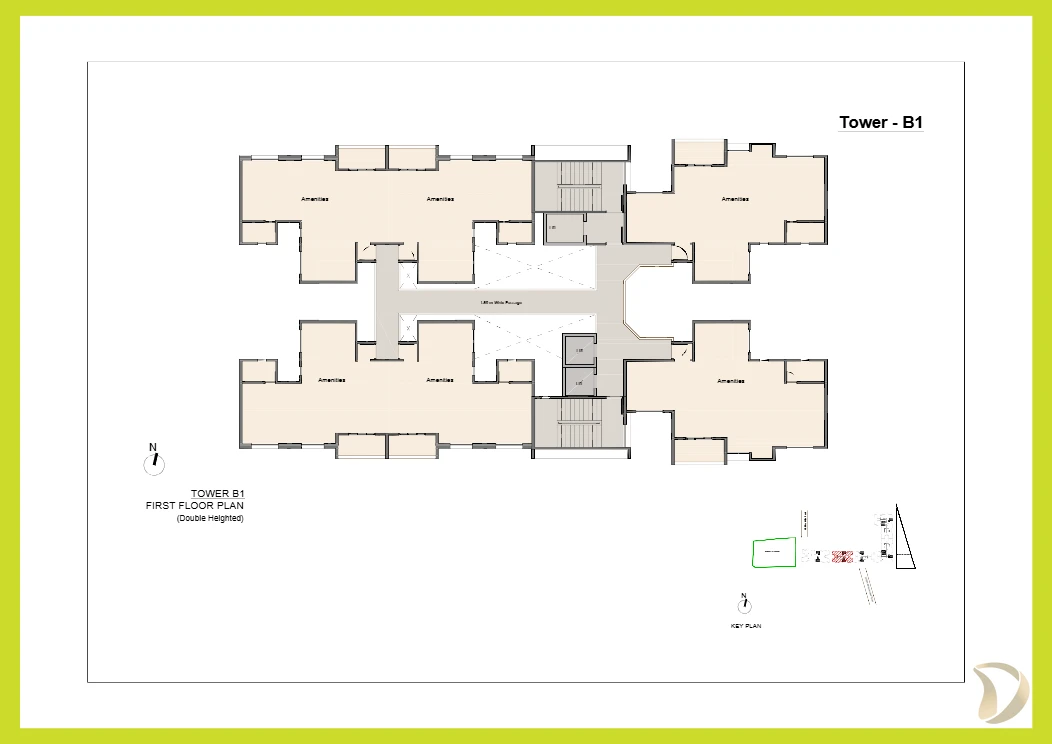 Tower - B1
Amenities
Amenities
Amenities
Amenities
Amenities
Amenities
N
TOWER B1
FIRST FLOOR PLAN
(Double Heighted)
N
KEY PLAN